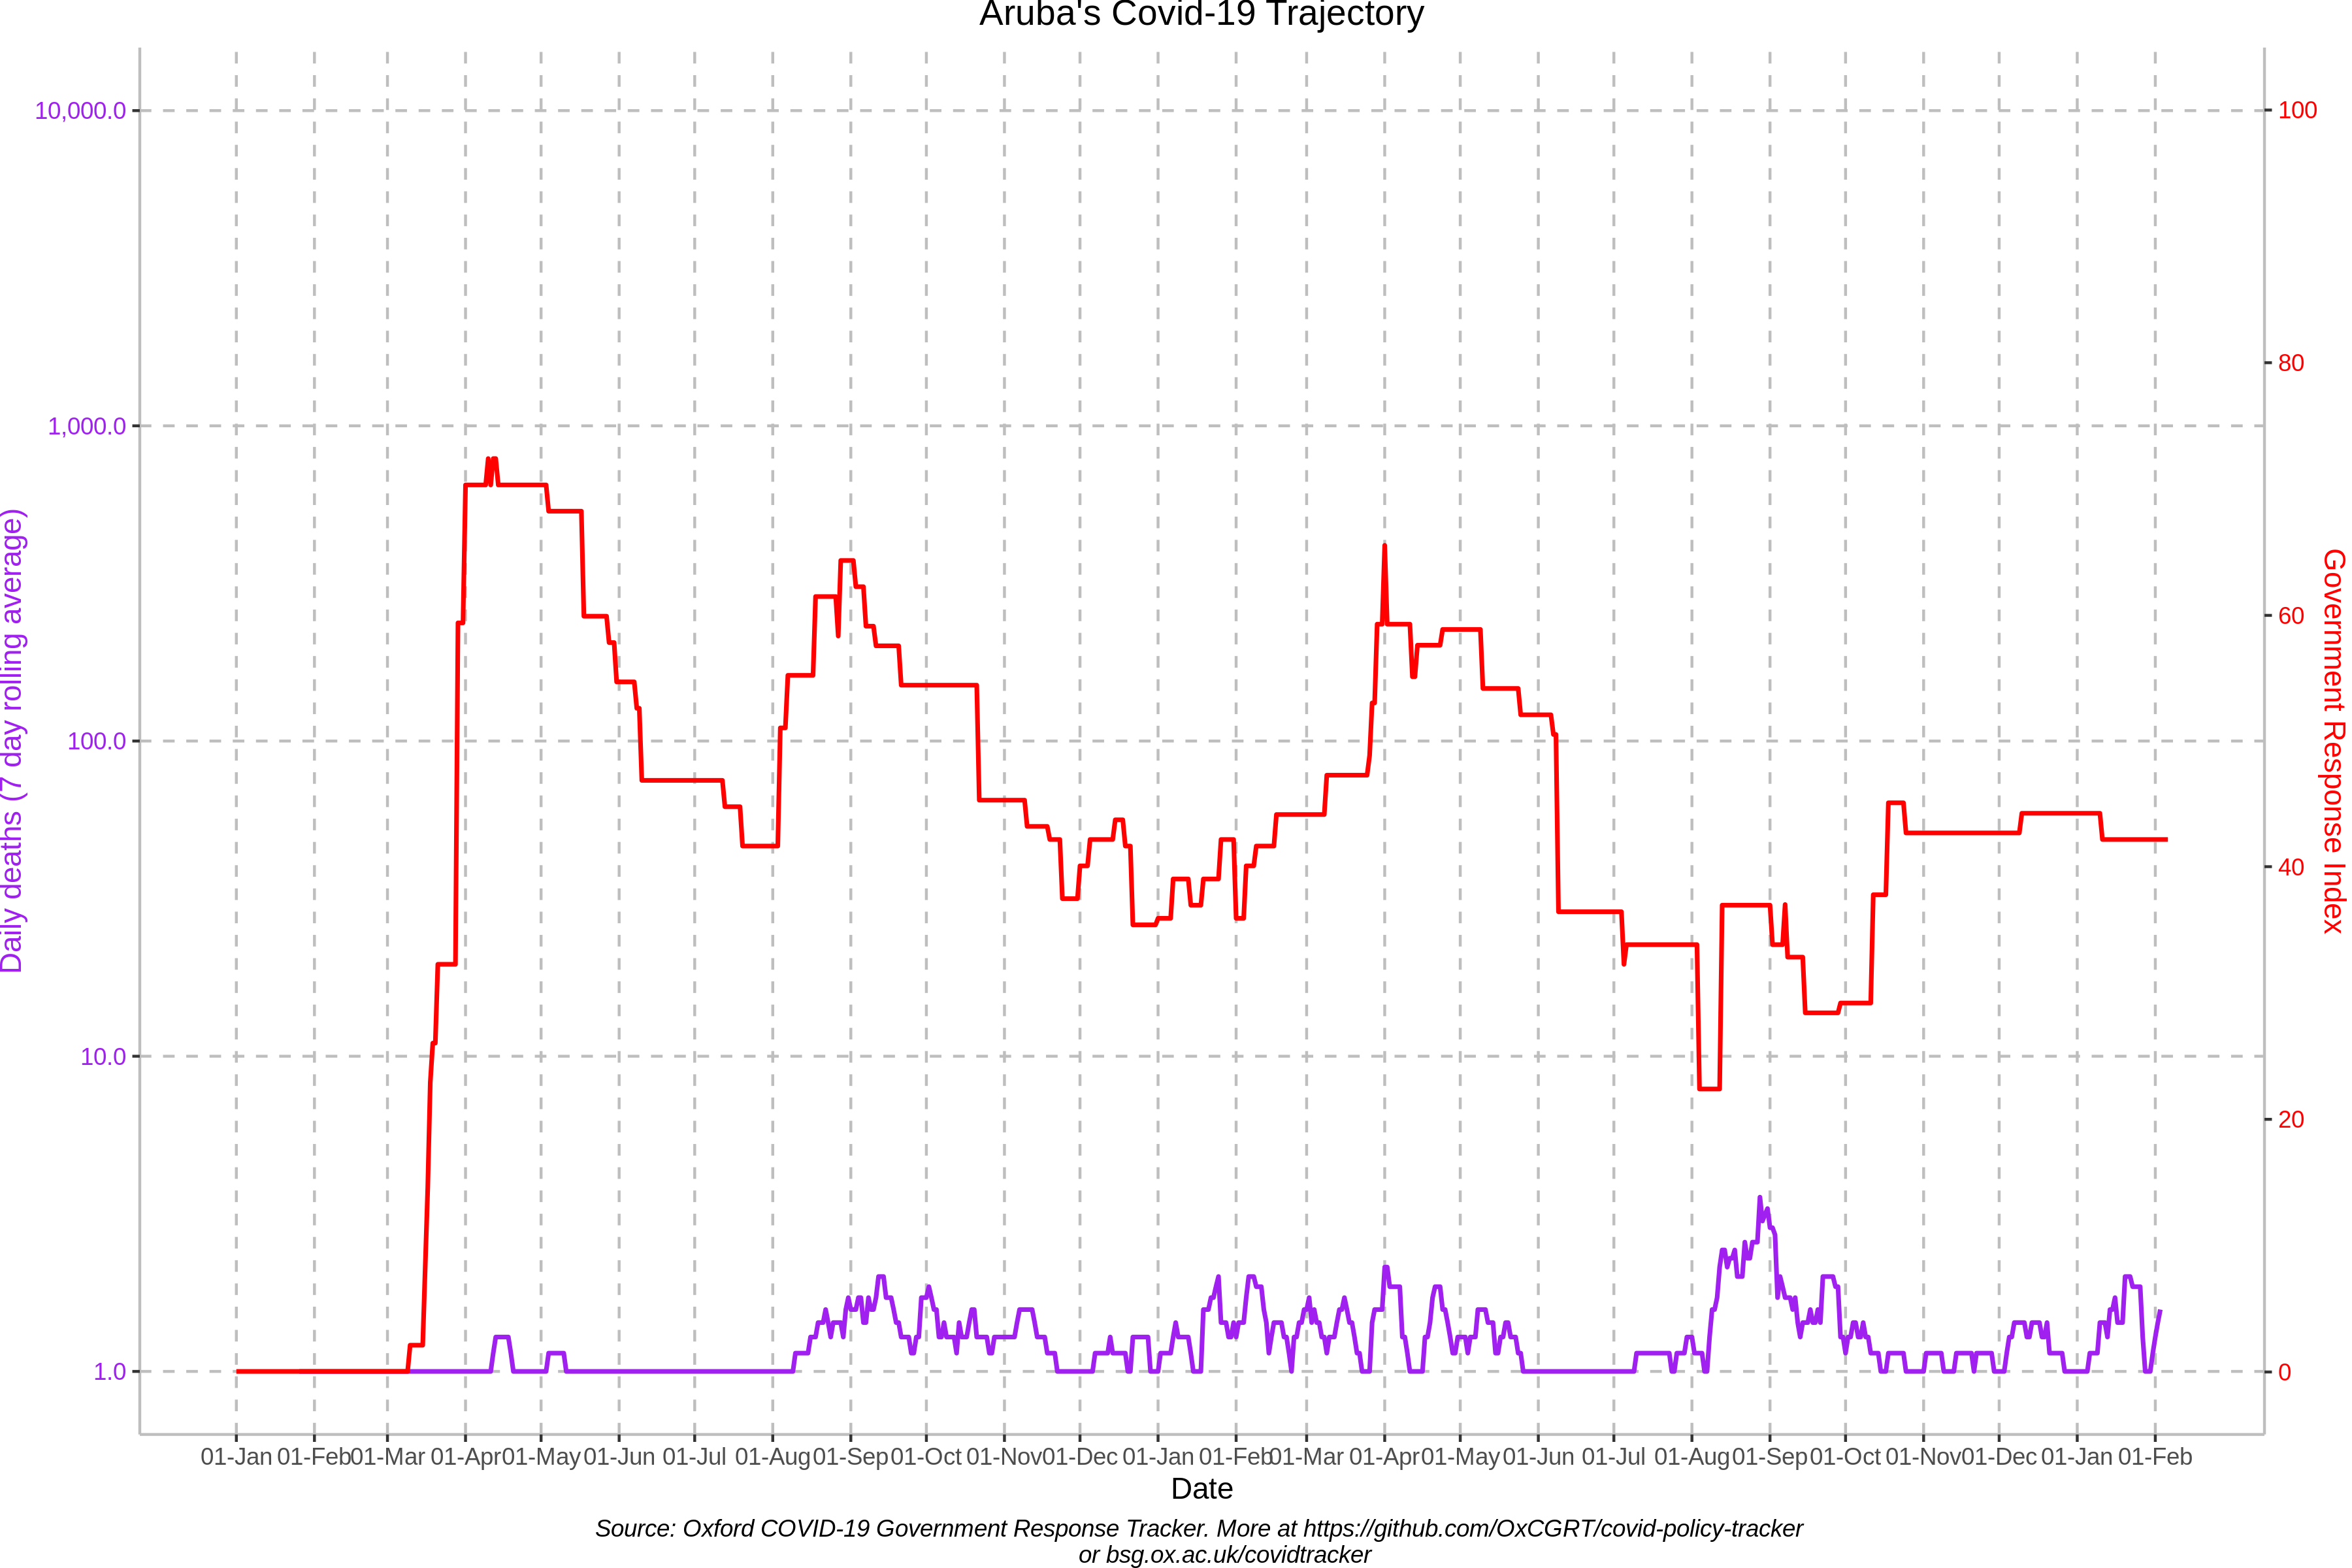 Aruba's Covid-19 Trajectory
10,000.0
1,000.0
100.0
10.0
1.0
Daily deaths (7 day rolling average)
100
80
60
40
20
0
Government Response Index
01-Jan 01-Feb 01-Mar 01-Apr 01-May 01-Jun 01-Jul 01-Aug 01-Sep 01-Oct 01-Nov 01-Dec 01-Jan 01-Feb 01-Mar 01-Apr 01-May 01-Jun 01-Jul 01-Aug 01-Sep 01-Oct 01-Nov 01-Dec 01-Jan 01-Feb
Date
Source: Oxford COVID-19 Government Response Tracker. More at https://github.com/OxCGRT/covid-policy-tracker
or bsg.ox.ac.uk/covidtracker